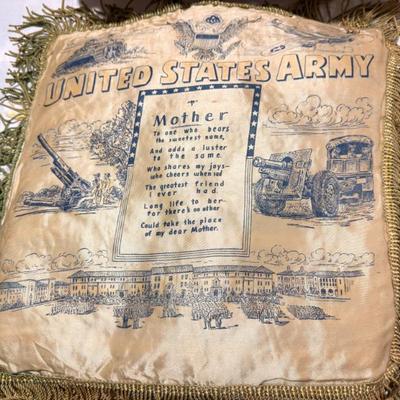 UNITED STATES ARMY
Mother
To one who bears
the sweetest name,
And adds a luster
to the same.
Who shares my joys-
who cheers when sad
The greatest friend
I ever had.
Long life to her-
for there's no other
Could take the place
of my dear Mother.